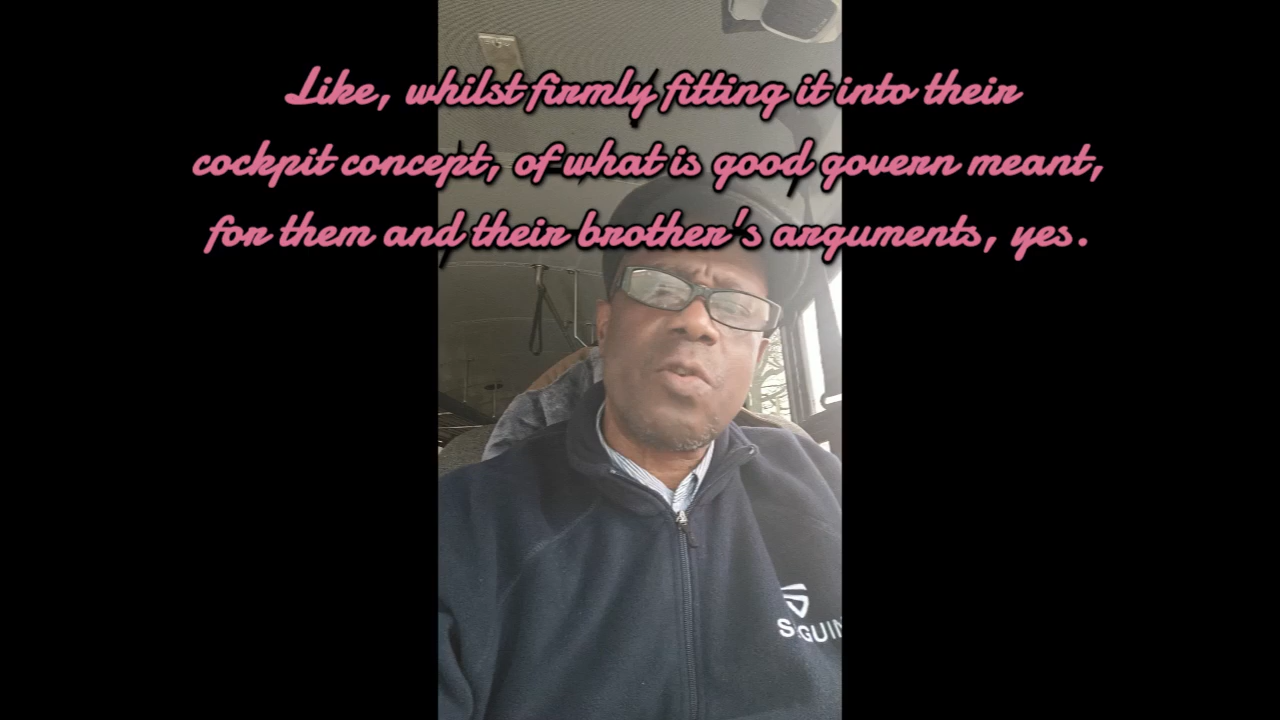 Like, whilst firmly fitting it into their
cockpit concept, of what is good govern meant,
for them and their brother's arguments, yes.